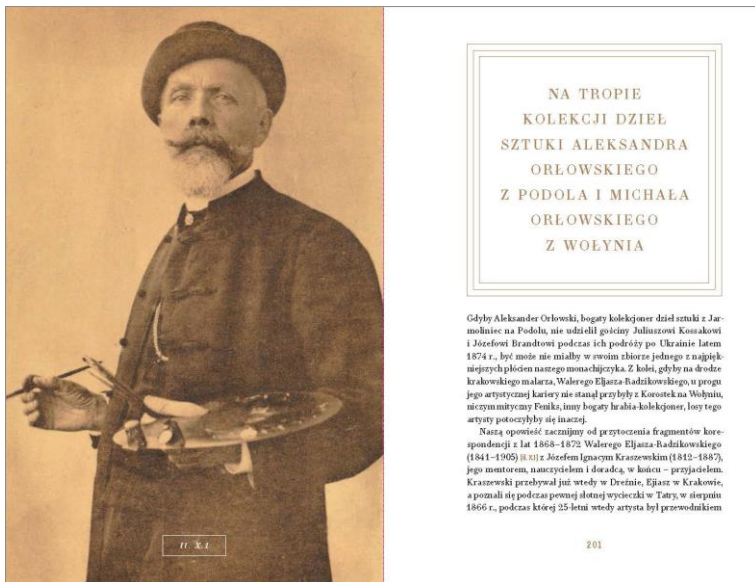 Il. X.1
NA TROPIE
KOLEKCJI DZIEŁ
SZTUKI ALEKSANDRA
ORŁOWSKIEGO
Z PODOLA I MICHAŁA
ORŁOWSKIEGO
Z WOŁYNIA
Gdyby Aleksander Orłowski, bogaty kolekcjoner dzieł sztuki z Jar-
moliniec na Podolu, nie udzielił gościny Juliuszowi Kossakowi
i Józefowi Brandtowi podczas ich podróży po Ukrainie latem
1874 r., być może nie miałby w swoim zbiorze jednego z najpięk-
niejszych płócien naszego monachijczyka. Z kolei, gdyby na drodze
krakowskiego malarza, Walerego Eljasza-Radzikowskiego, u progu
jego artystycznej kariery nie stanął przybyły z Korostek na Wołyniu,
niczym mityczny Feniks, inny bogaty hrabia-kolekcjoner, losy tego
artysty potoczyłyby się inaczej.
Naszą opowieść zacznijmy od przytoczenia fragmentów kore-
spondencji z lat 1868–1872 Walerego Eljasza-Radzikowskiego
(1841–1905) [il. X.1] z Józefem Ignacym Kraszewskim (1812–1887),
jego mentorem, nauczycielem i doradcą, w końcu – przyjacielem.
Kraszewski przebywał już wtedy w Dreźnie, Eljasz w Krakowie,
a poznali się podczas pewnej słotnej wycieczki w Tatry, w sierpniu
1866 r., podczas której 25-letni wtedy artysta był przewodnikiem
201